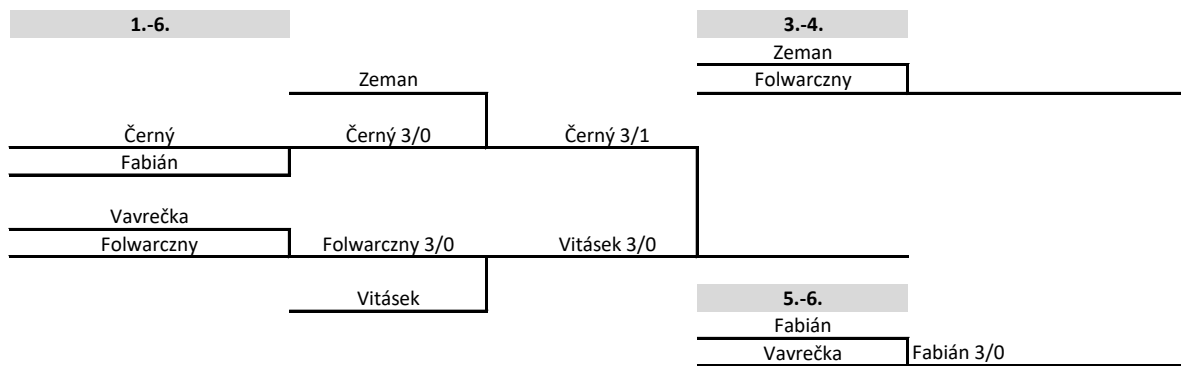 1.-6.
3.-4.
Zeman
Zeman
Folwarczny
Černý
Černý 3/0
Černý 3/1
Fabián
Vavrečka
Folwarczny
Folwarczny 3/0
Vitásek 3/0
Vitásek
5.-6.
Fabián
Vavrečka
Fabián 3/0